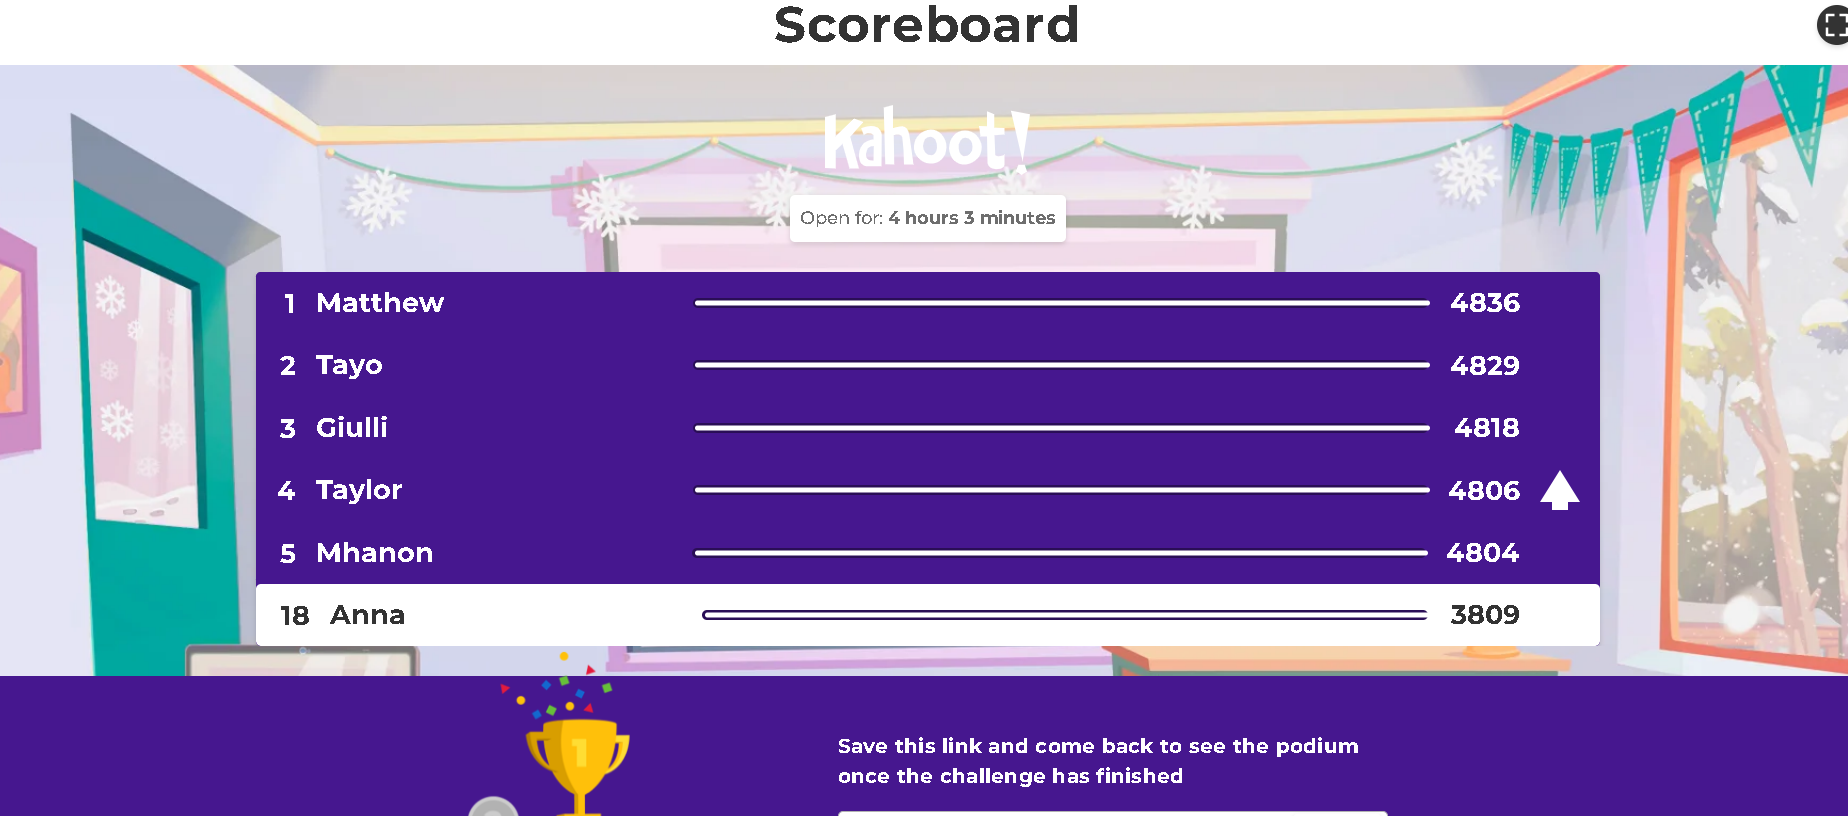 Scoreboard
Kahoot!
Open for: 4 hours 3 minutes
1 Matthew 4836
2 Tayo 4829
3 Giulli 4818
4 Taylor 4806
5 Mhanon 4804
18 Anna 3809
1
Save this link and come back to see the podium
once the challenge has finished